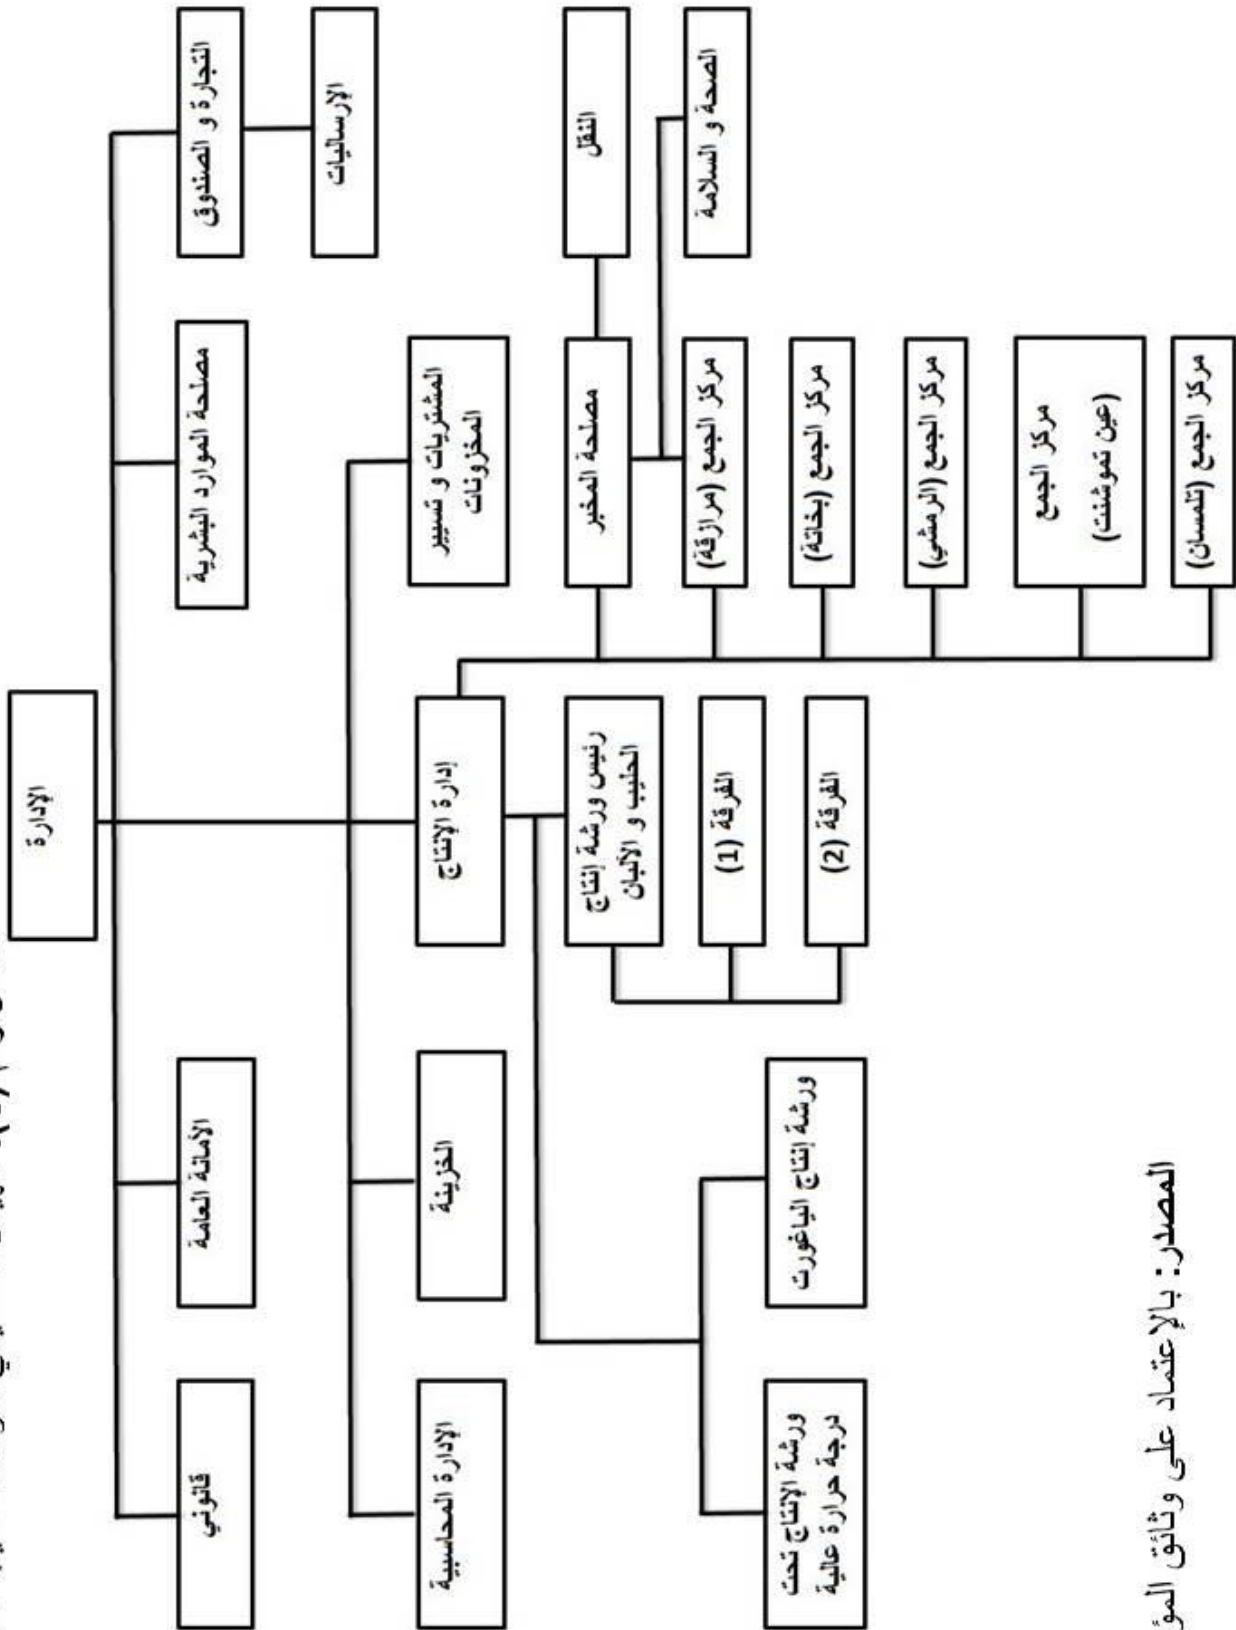 الإدارة
التجارة و الصندوق
مصلحة الموارد البشرية
الأمانة العامة
قانوني
الإرساليات
المشتريات و تسيير
المخزونات
إدارة الإنتاج
الخزينة
الإدارة المحاسبية
النقل
مصلحة المخبر
رئيس ورشة إنتاج
الحليب و الألبان
الصحة و السلامة
مركز الجمع (مرازقة)
الفرقة (1)
مركز الجمع (بخاتة)
الفرقة (2)
ورشة إنتاج الياغورت
ورشة الإنتاج تحت
درجة حرارة عالية
مركز الجمع (الرمشي)
مركز الجمع
(عين تموشنت)
مركز الجمع (تلمسان)
المصدر: بالإعتماد على وثائق